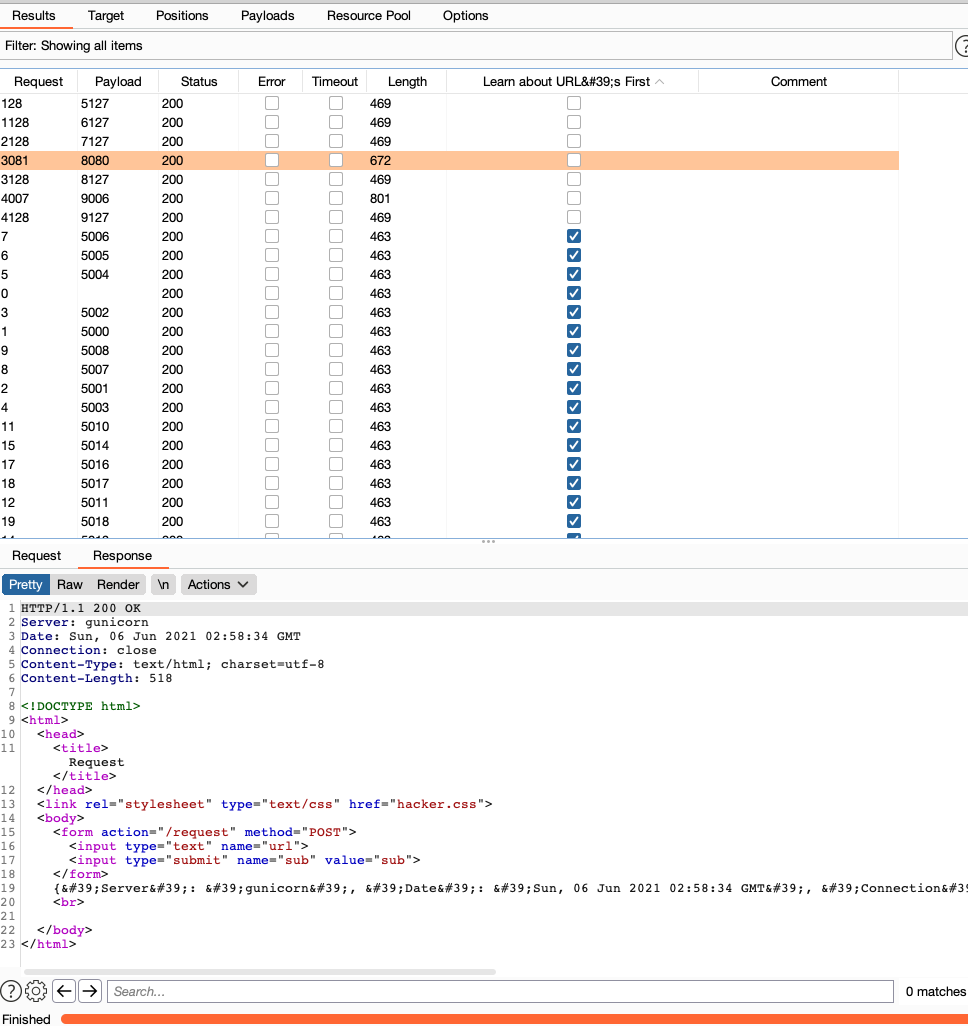 Results Target Positions Payloads Resource Pool Options
Filter: Showing all items
?
Request Payload Status Error Timeout Length Learn about URL&#39;s First Comment
128 5127 200 469
1128 6127 200 469
2128 7127 200 469
3081 8080 200 672
3128 8127 200 469
4007 9006 200 801
4128 9127 200 469
7 5006 200 463
6 5005 200 463
5 5004 200 463
0 200 463
3 5002 200 463
1 5000 200 463
9 5008 200 463
8 5007 200 463
2 5001 200 463
4 5003 200 463
11 5010 200 463
15 5014 200 463
17 5016 200 463
18 5017 200 463
12 5011 200 463
19 5018 200 463
Request Response
Pretty Raw Render \n Actions
1 HTTP/1.1 200 OK
2 Server: gunicorn
3 Date: Sun, 06 Jun 2021 02:58:34 GMT
4 Connection: close
5 Content-Type: text/html; charset=utf-8
6 Content-Length: 518
7
8 <!DOCTYPE html>
9 <html>
10 <head>
11 <title>
Request
</title>
12 </head>
13 <link rel="stylesheet" type="text/css" href="hacker.css">
14 <body>
15 <form action="/request" method="POST">
16 <input type="text" name="url">
17 <input type="submit" name="sub" value="sub">
18 </form>
19 {&#39;Server&#39;: &#39;gunicorn&#39;, &#39;Date&#39;: &#39;Sun, 06 Jun 2021 02:58:34 GMT&#39;, &#39;Connection&#39
20 <br>
21
22 </body>
23 </html>
? Search... 0 matches
Finished